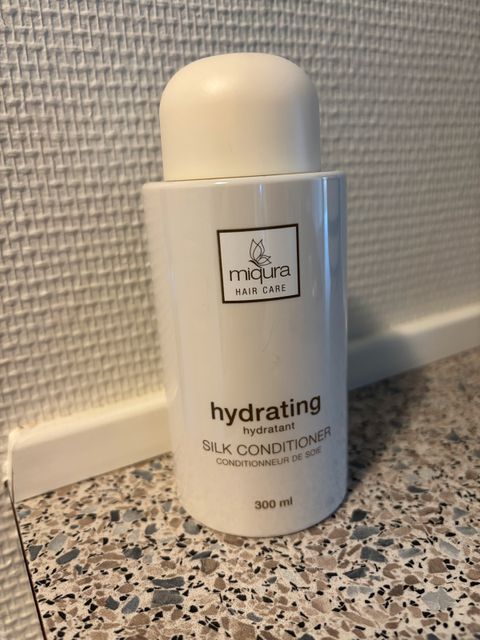 miqura
HAIR CARE
hydrating
hydratant
SILK CONDITIONER
CONDITIONNEUR DE SOIE
300 ml